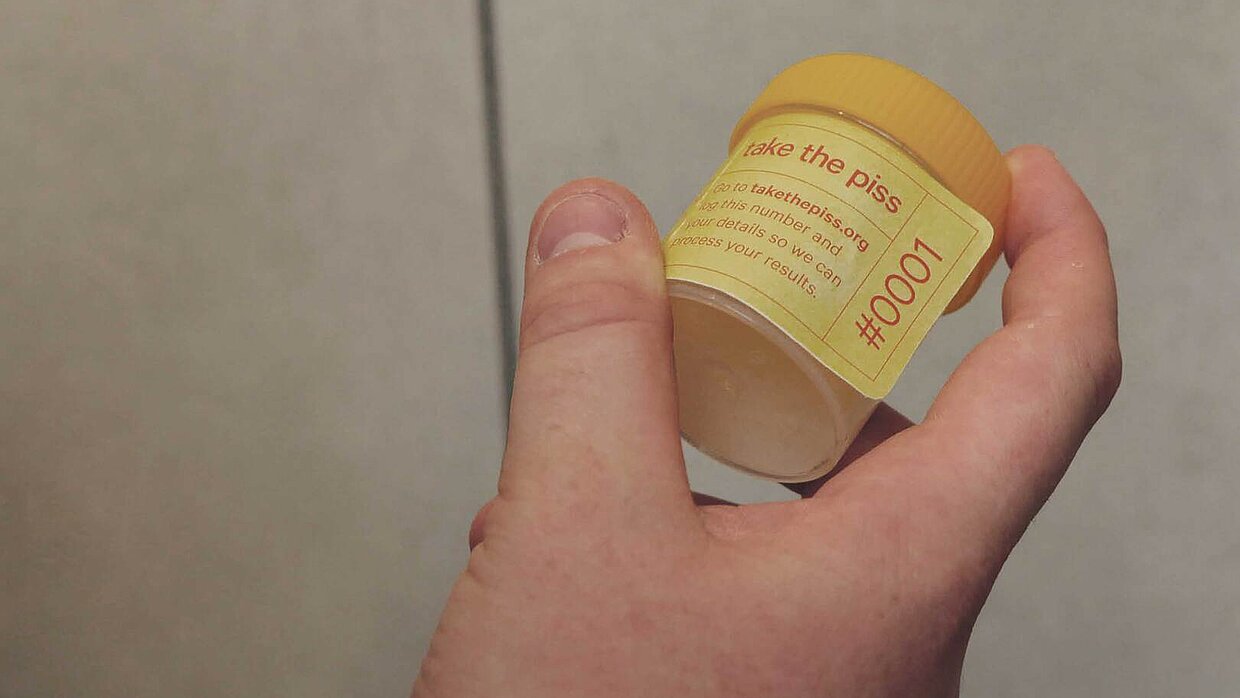 take the piss
Go to takethepiss.org
log this number and
your details so we can
process your results.
#0001